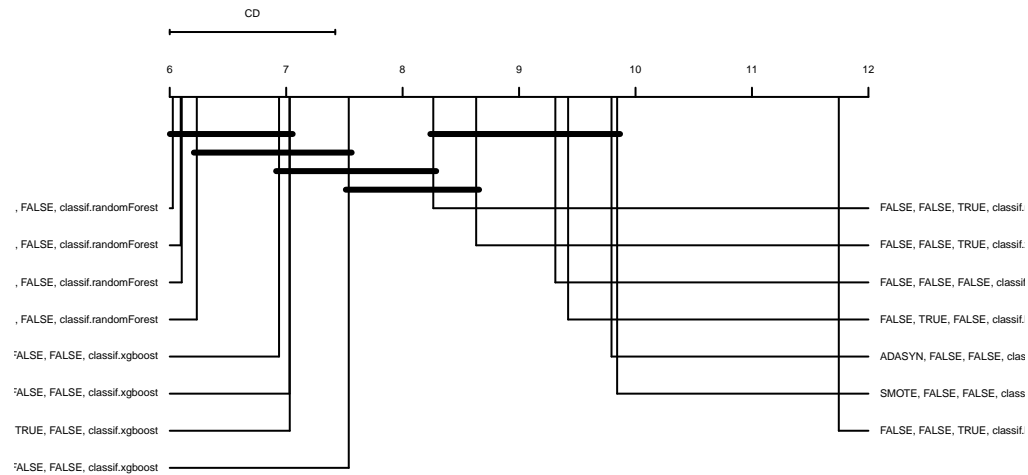 CD
6 7 8 9 10 11 12
, FALSE, classif.randomForest
, FALSE, classif.randomForest
, FALSE, classif.randomForest
, FALSE, classif.randomForest
FALSE, FALSE, classif.xgboost
FALSE, FALSE, classif.xgboost
TRUE, FALSE, classif.xgboost
FALSE, FALSE, classif.xgboost
FALSE, FALSE, TRUE, classif.
FALSE, FALSE, TRUE, classif.
FALSE, FALSE, FALSE, classif
FALSE, TRUE, FALSE, classif.
ADASYN, FALSE, FALSE, clas
SMOTE, FALSE, FALSE, class
FALSE, FALSE, TRUE, classif.